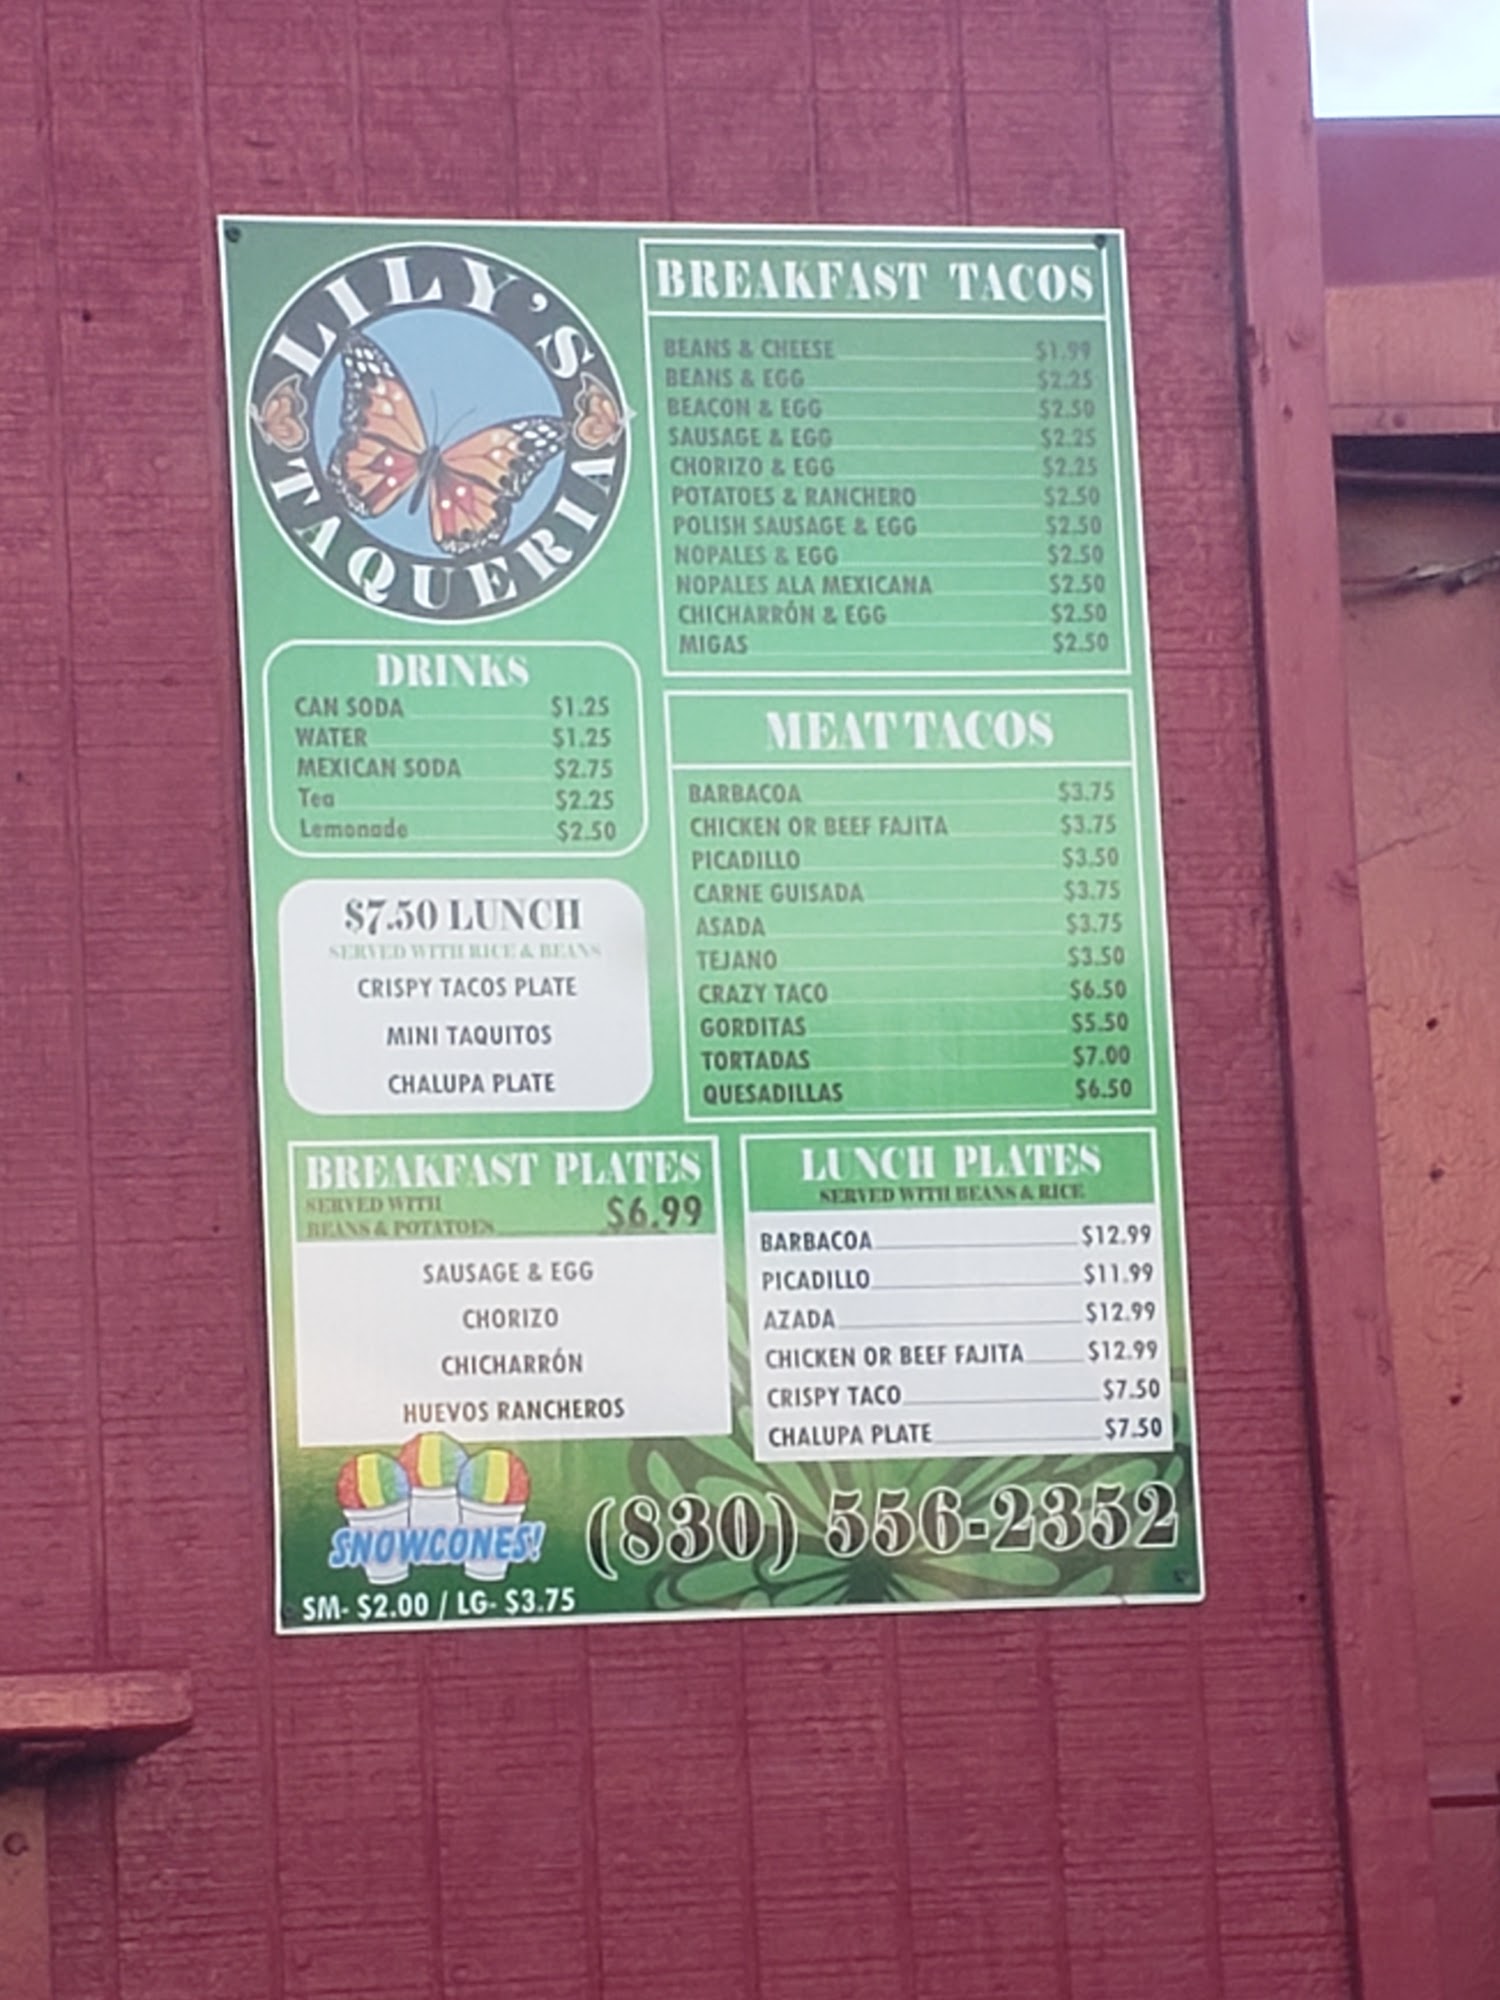 LILY'S
TAQUERIA
BREAKFAST TACOS
BEANS & CHEESE $1.99
BEANS & EGG $2.25
BEACON & EGG $2.50
SAUSAGE & EGG $2.25
CHORIZO & EGG $2.25
POTATOES & RANCHERO $2.50
POLISH SAUSAGE & EGG $2.50
NOPALES & EGG $2.50
NOPALES ALA MEXICANA $2.50
CHICHARRÓN & EGG $2.50
MIGAS $2.50
DRINKS
CAN SODA $1.25
WATER $1.25
MEXICAN SODA $2.75
Tea $2.25
Lemonade $2.50
MEAT TACOS
BARBACOA $3.75
CHICKEN OR BEEF FAJITA $3.75
PICADILLO $3.50
CARNE GUISADA $3.75
ASADA $3.75
TEJANO $3.50
CRAZY TACO $6.50
GORDITAS $5.50
TORTADAS $7.00
QUESADILLAS $6.50
$7.50 LUNCH
SERVED WITH RICE & BEANS
CRISPY TACOS PLATE
MINI TAQUITOS
CHALUPA PLATE
BREAKFAST PLATES
SERVED WITH
BEANS & POTATOES $6.99
SAUSAGE & EGG
CHORIZO
CHICHARRÓN
HUEVOS RANCHEROS
LUNCH PLATES
SERVED WITH BEANS & RICE
BARBACOA $12.99
PICADILLO $11.99
AZADA $12.99
CHICKEN OR BEEF FAJITA $12.99
CRISPY TACO $7.50
CHALUPA PLATE $7.50
SNOWCONES!
SM- $2.00 / LG- $3.75
(830) 556-2352